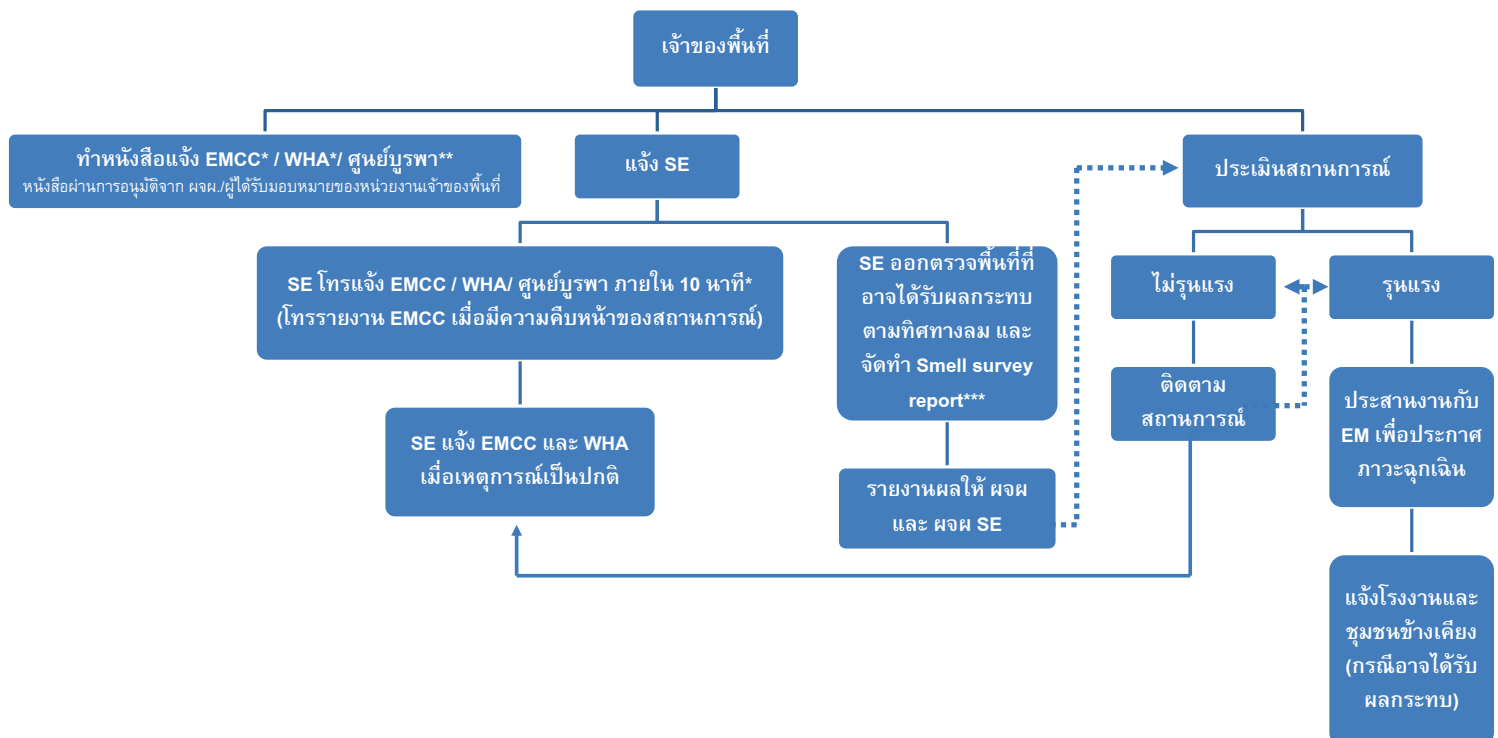 เจ้าของพื้นที่
ทำหนังสือแจ้ง EMCC* / WHA*/ ศูนย์บูรพา**
หนังสือผ่านการอนุมัติจาก ผจผ./ผู้ได้รับมอบหมายของหน่วยงานเจ้าของพื้นที่
แจ้ง SE
ประเมินสถานการณ์
SE โทรแจ้ง EMCC / WHA/ ศูนย์บูรพา ภายใน 10 นาที*
(โทรรายงาน EMCC เมื่อมีความคืบหน้าของสถานการณ์)
SE ออกตรวจพื้นที่ที่
อาจได้รับผลกระทบ
ตามทิศทางลม และ
จัดทำ Smell survey
report***
ไม่รุนแรง
รุนแรง
SE แจ้ง EMCC และ WHA
เมื่อเหตุการณ์เป็นปกติ
รายงานผลให้ ผจผ
และ ผจผ SE
ติดตาม
สถานการณ์
ประสานงานกับ
EM เพื่อประกาศ
ภาวะฉุกเฉิน
แจ้งโรงงานและ
ชุมชนข้างเคียง
(กรณีอาจได้รับ
ผลกระทบ)